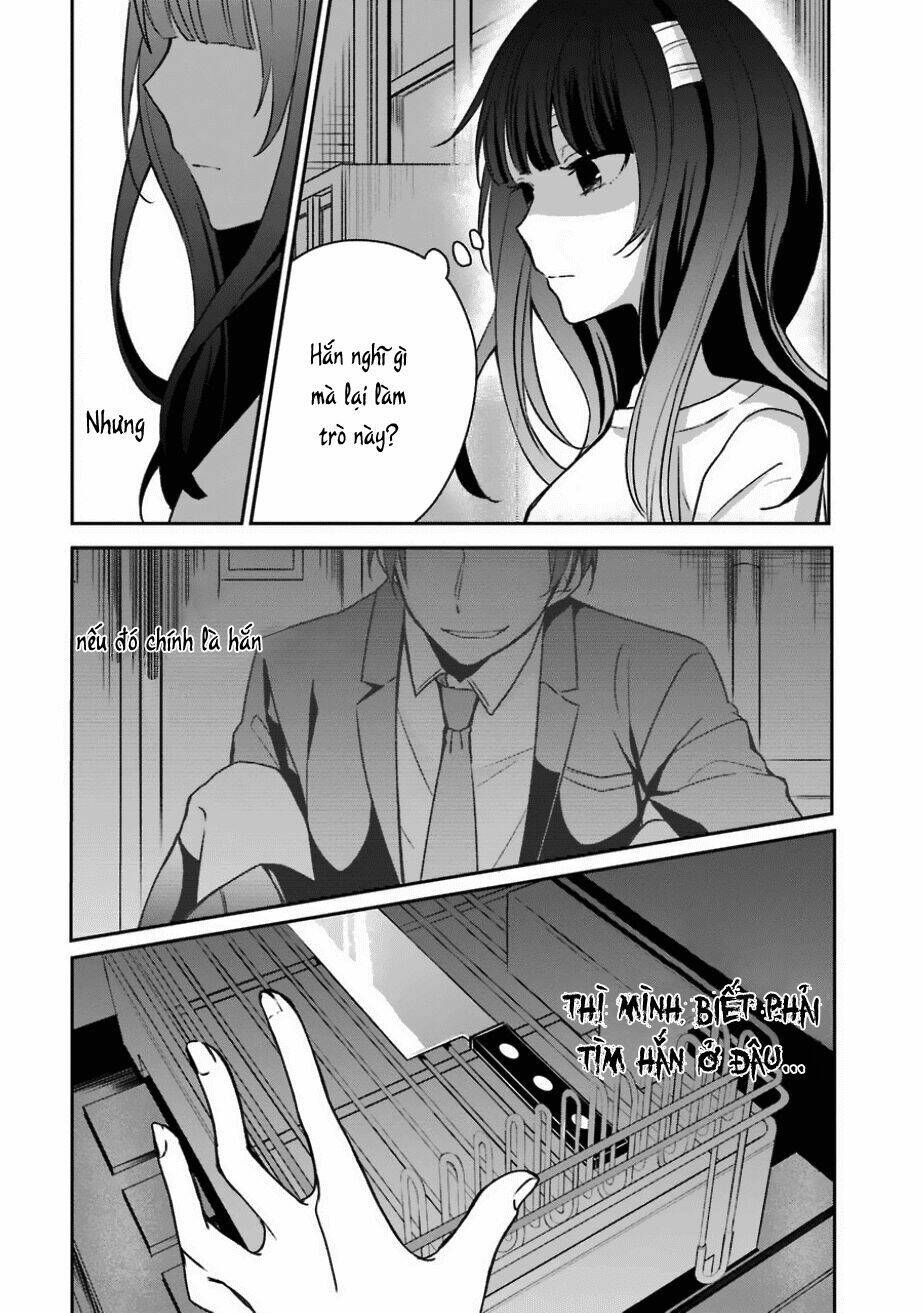 Hắn nghĩ gì
mà lại làm
trò này?
Nhưng
nếu đó chính là hắn
THÌ MÌNH BIẾT PHẢI
TÌM HẮN Ở ĐÂU...